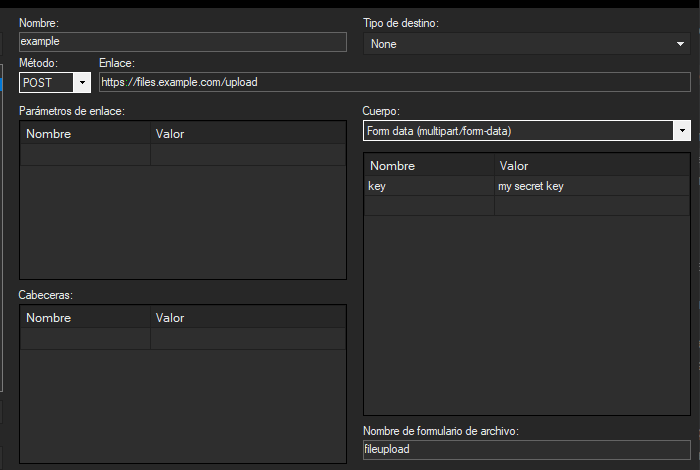 Nombre:
example
Tipo de destino:
None
Método:
POST
Enlace:
https://files.example.com/upload
Parámetros de enlace:
Nombre Valor
Cuerpo:
Form data (multipart/form-data)
Nombre Valor
key my secret key
Cabeceras:
Nombre Valor
Nombre de formulario de archivo:
fileupload